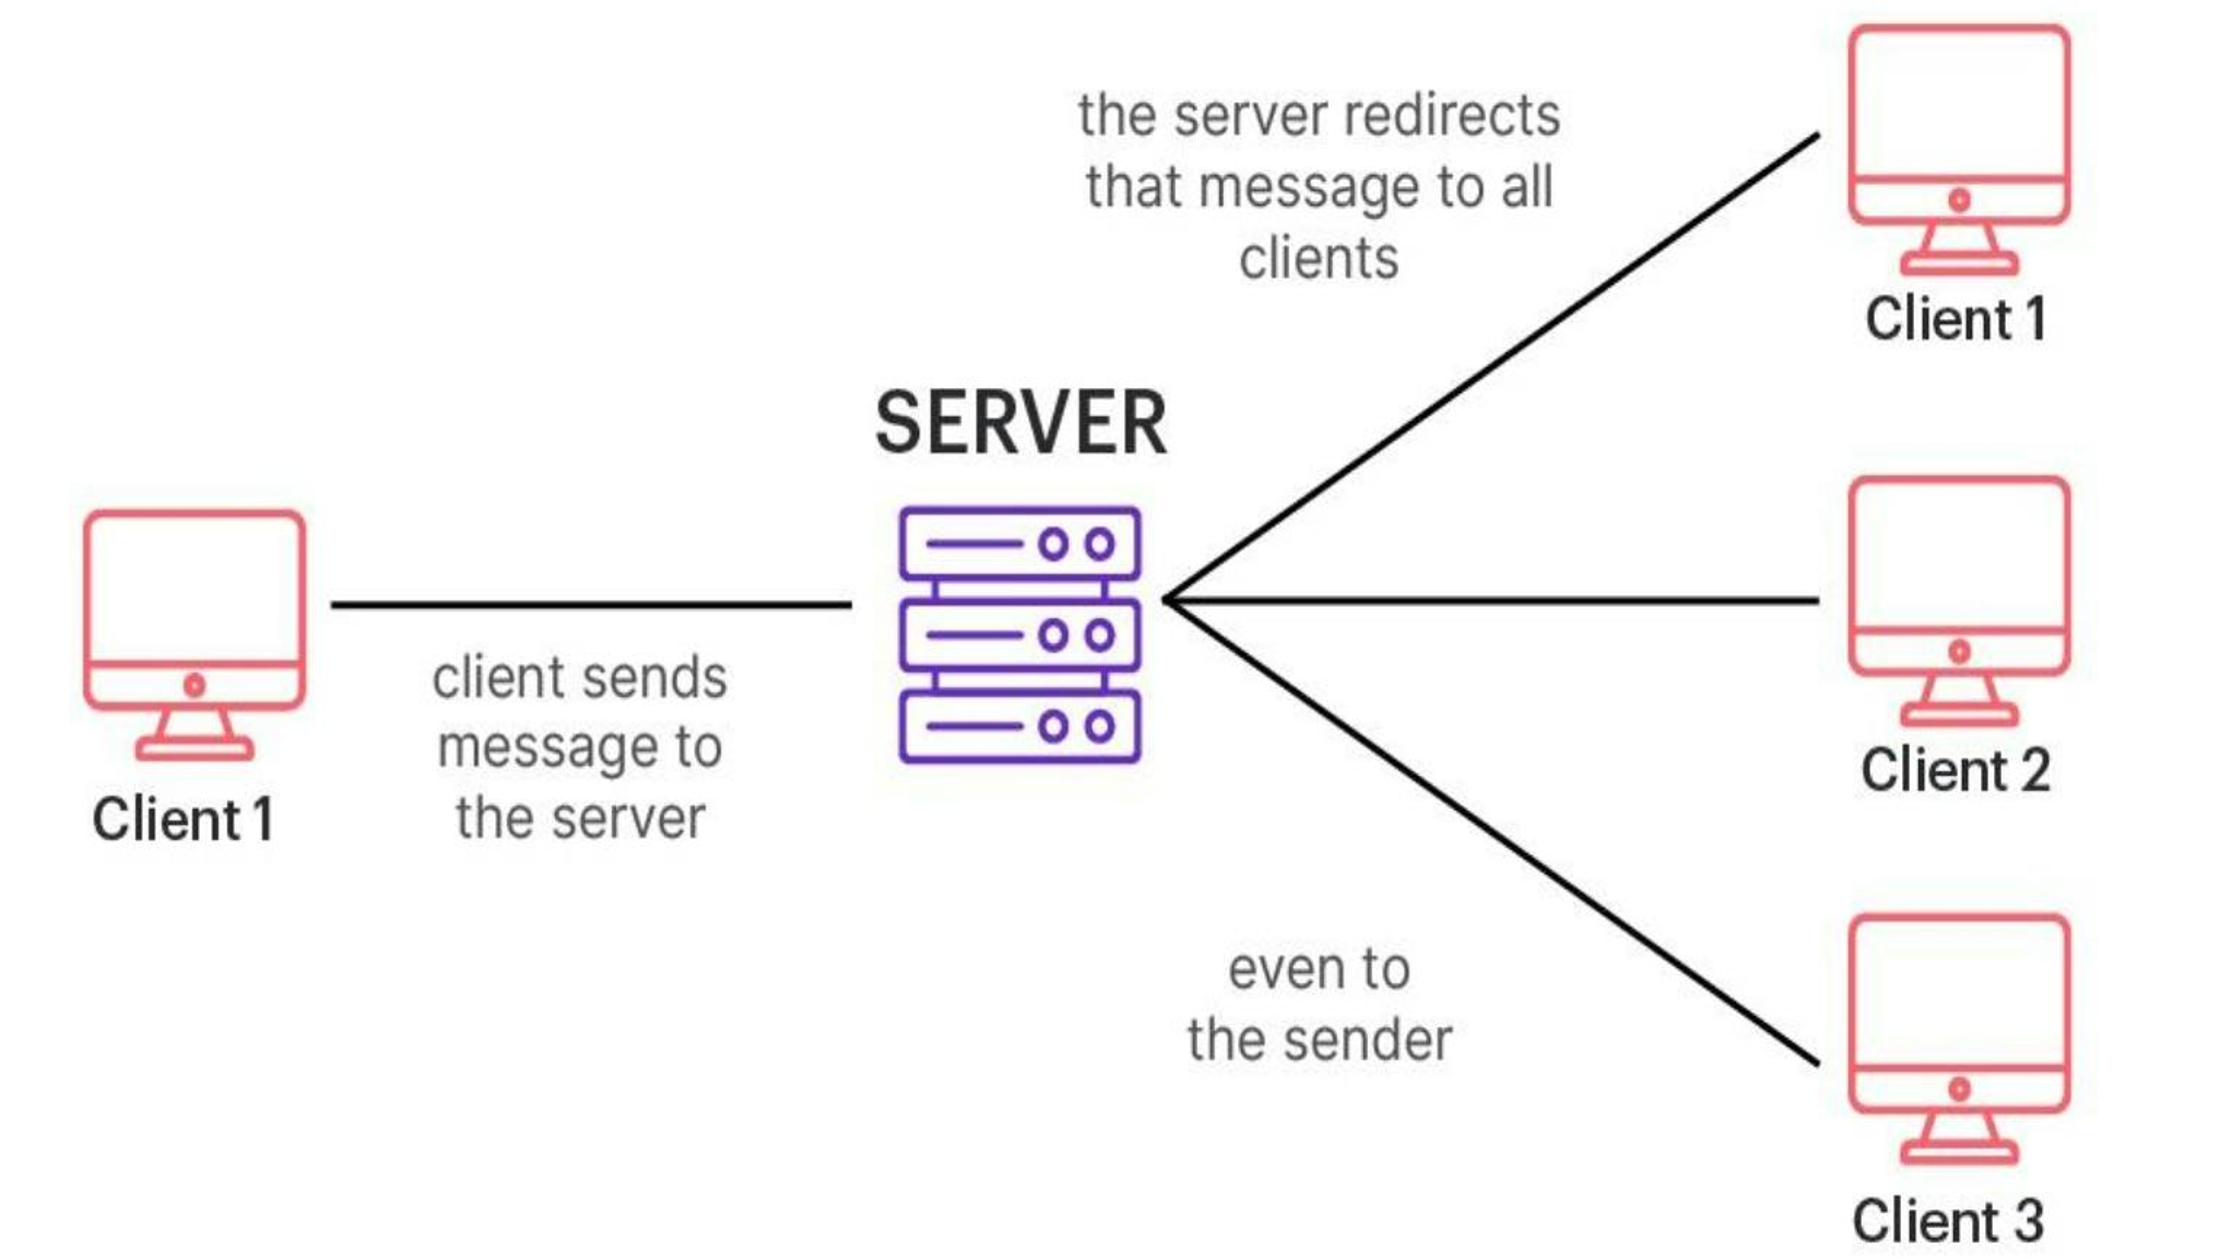 the server redirects
that message to all
clients
Client 1
SERVER
client sends
message to
the server
Client 1
Client 2
even to
the sender
Client 3